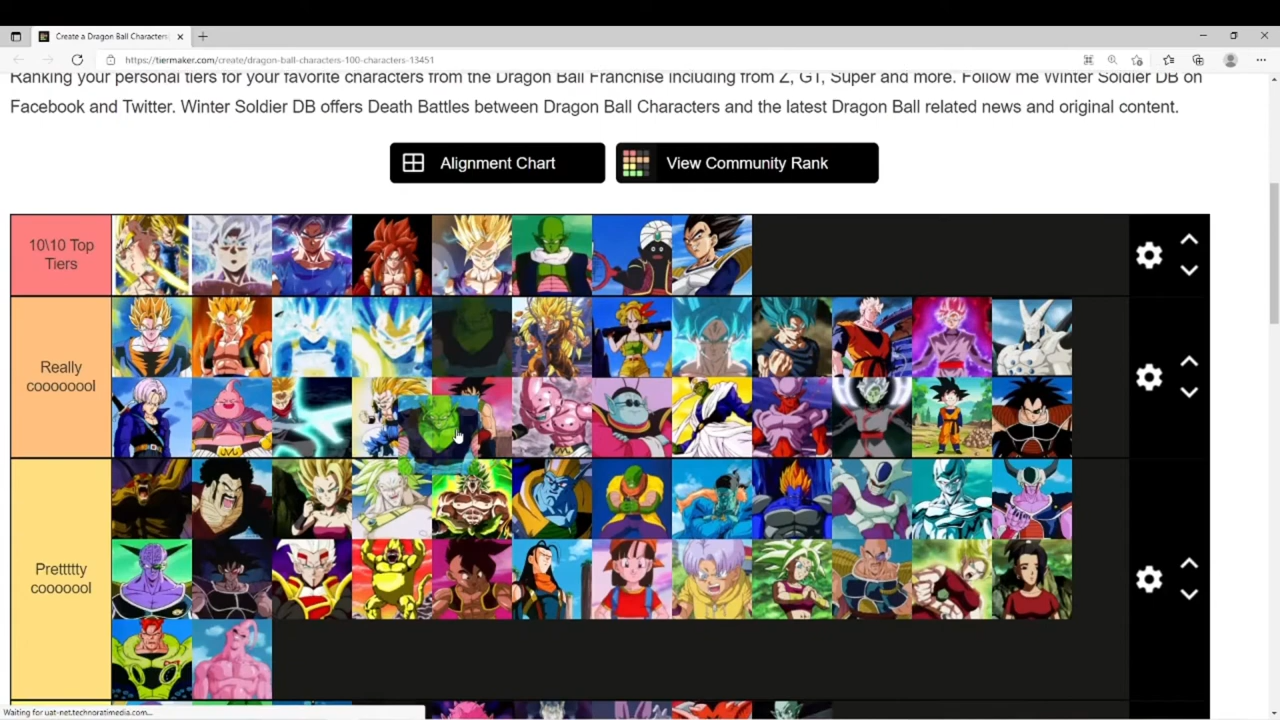 Create a Dragon Ball Characters
https://tiermaker.com/create/dragon-ball-characters-100-characters-13451
Ranking your personal tiers for your favorite characters from the Dragon Ball Franchise including from Z, GT, Super and more. Follow me Winter Soldier DB on
Facebook and Twitter. Winter Soldier DB offers Death Battles between Dragon Ball Characters and the latest Dragon Ball related news and original content.
Alignment Chart
View Community Rank
10\10 Top
Tiers
Really
cooooooool
Pretttttty
cooooool
Waiting for uat-net.technoratimedia.com...